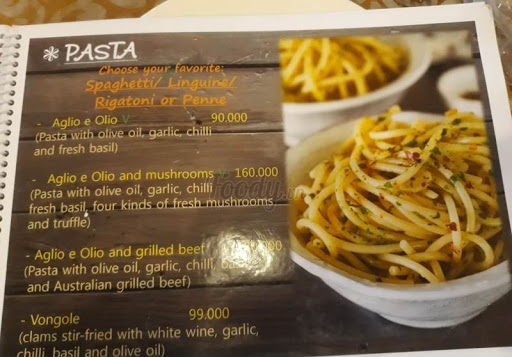 PASTA
Choose your favorite:
Spaghetti/ Linguine/
Rigatoni or Penne
- Aglio e Olio V 90.000
(Pasta with olive oil, garlic, chilli
and fresh basil)
- Aglio e Olio and mushrooms 160.000
(Pasta with olive oil, garlic, chilli
fresh basil, four kinds of fresh mushrooms
and truffle)
- Aglio e Olio and grilled beef
(Pasta with olive oil, garlic, chilli,
and Australian grilled beef)
- Vongole 99.000
(clams stir-fried with white wine, garlic,
chilli, basil and olive oil)
foody